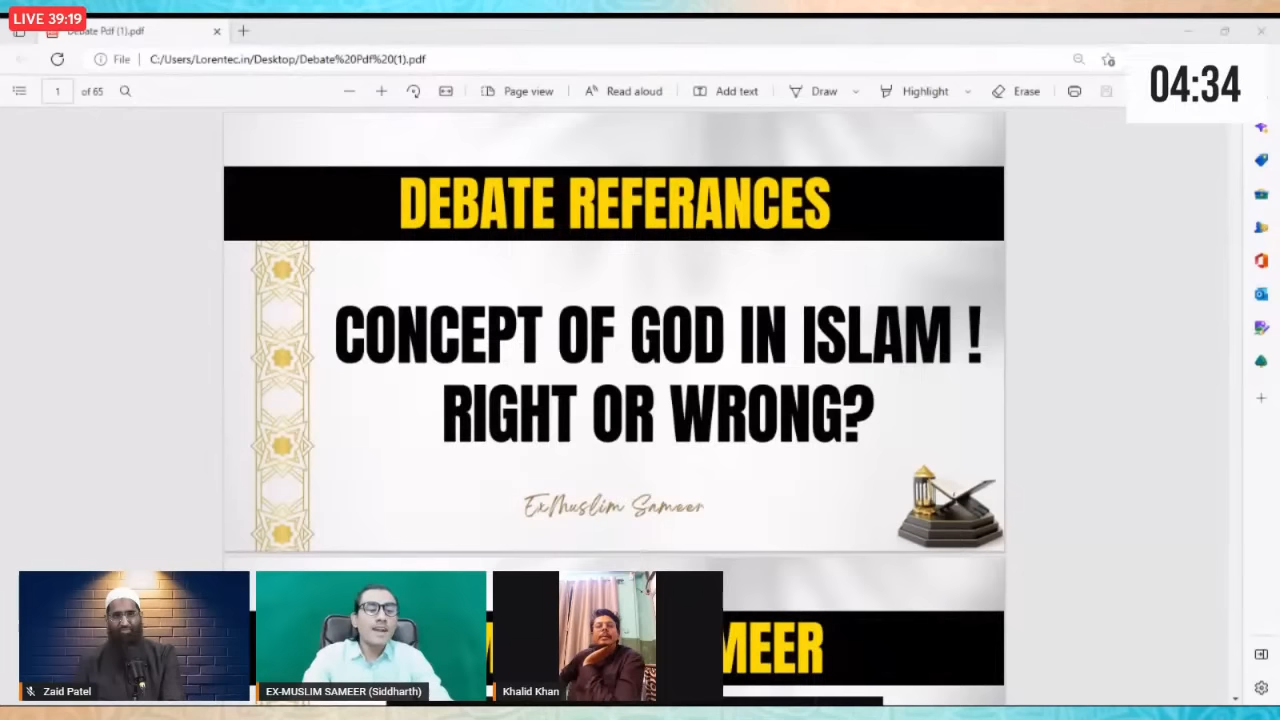 LIVE 39:19
Debate Pdf (1).pdf
File C:/Users/Lorentec.in/Desktop/Debate%20Pdf%20(1).pdf
04:34
1 of 65 Page view Read aloud Add text Draw Highlight Erase
DEBATE REFERANCES
CONCEPT OF GOD IN ISLAM !
RIGHT OR WRONG?
ExMuslim Sameer
MEER
Zaid Patel
EX-MUSLIM SAMEER (Siddharth)
Khalid Khan